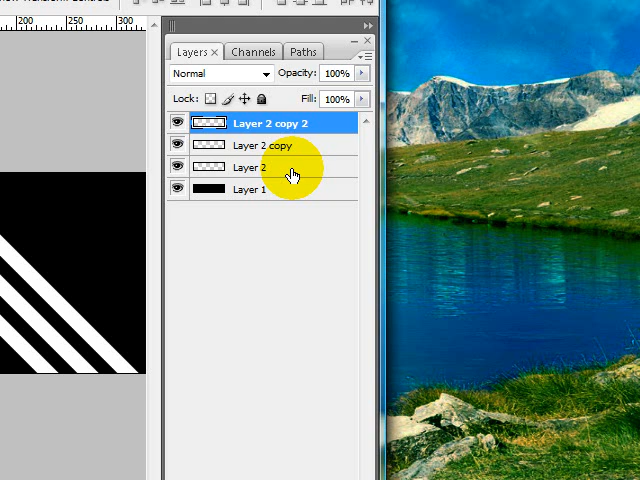 200 250 300
Layers × Channels Paths
Normal Opacity: 100%
Lock: Fill: 100%
Layer 2 copy 2
Layer 2 copy
Layer 2
Layer 1